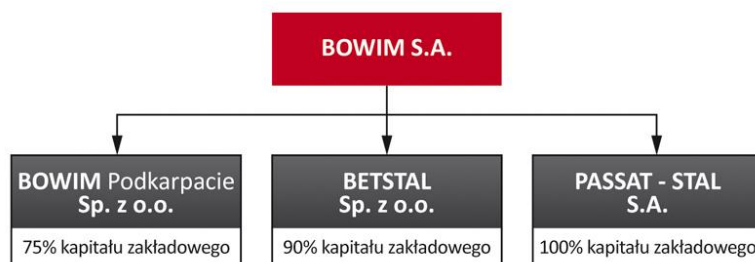 BOWIM S.A.
BOWIM Podkarpacie
Sp. z o.o.
75% kapitału zakładowego
BETSTAL
Sp. z o.o.
90% kapitału zakładowego
PASSAT - STAL
S.A.
100% kapitału zakładowego